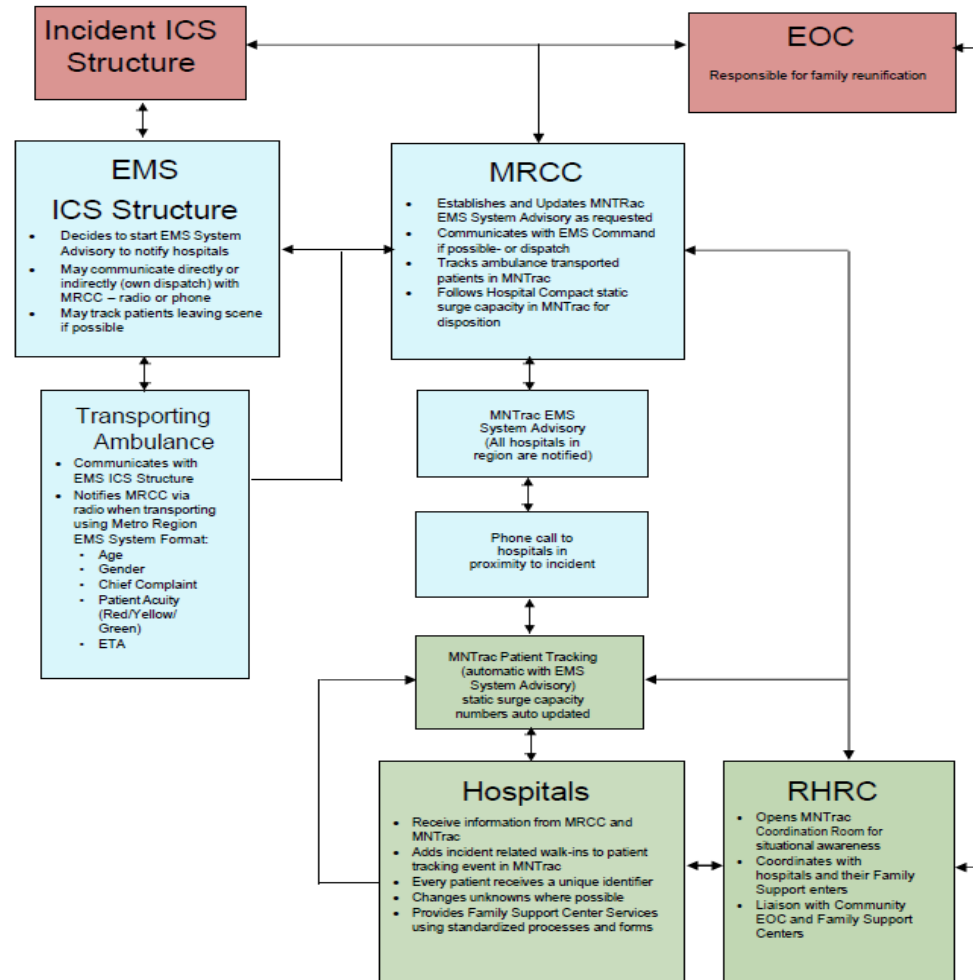 Incident ICS
Structure
EOC
Responsible for family reunification
EMS
ICS Structure
• Decides to start EMS System
Advisory to notify hospitals
• May communicate directly or
indirectly (own dispatch) with
MRCC – radio or phone
• May track patients leaving scene
if possible
MRCC
• Establishes and Updates MNTRac
EMS System Advisory as requested
• Communicates with EMS Command
if possible- or dispatch
• Tracks ambulance transported
patients in MNTrac
• Follows Hospital Compact static
surge capacity in MNTrac for
disposition
Transporting
Ambulance
• Communicates with
EMS ICS Structure
• Notifies MRCC via
radio when transporting
using Metro Region
EMS System Format:
• Age
• Gender
• Chief Complaint
• Patient Acuity
(Red/Yellow/
Green)
• ETA
MNTrac EMS
System Advisory
(All hospitals in
region are notified)
Phone call to
hospitals in
proximity to incident
MNTrac Patient Tracking
(automatic with EMS
System Advisory)
static surge capacity
numbers auto updated
Hospitals
• Receive information from MRCC and
MNTrac
• Adds incident related walk-ins to patient
tracking event in MNTrac
• Every patient receives a unique identifier
• Changes unknowns where possible
• Provides Family Support Center Services
using standardized processes and forms
RHRC
• Opens MNTrac
Coordination Room for
situational awareness
• Coordinates with
hospitals and their Family
Support enters
• Liaison with Community
EOC and Family Support
Centers